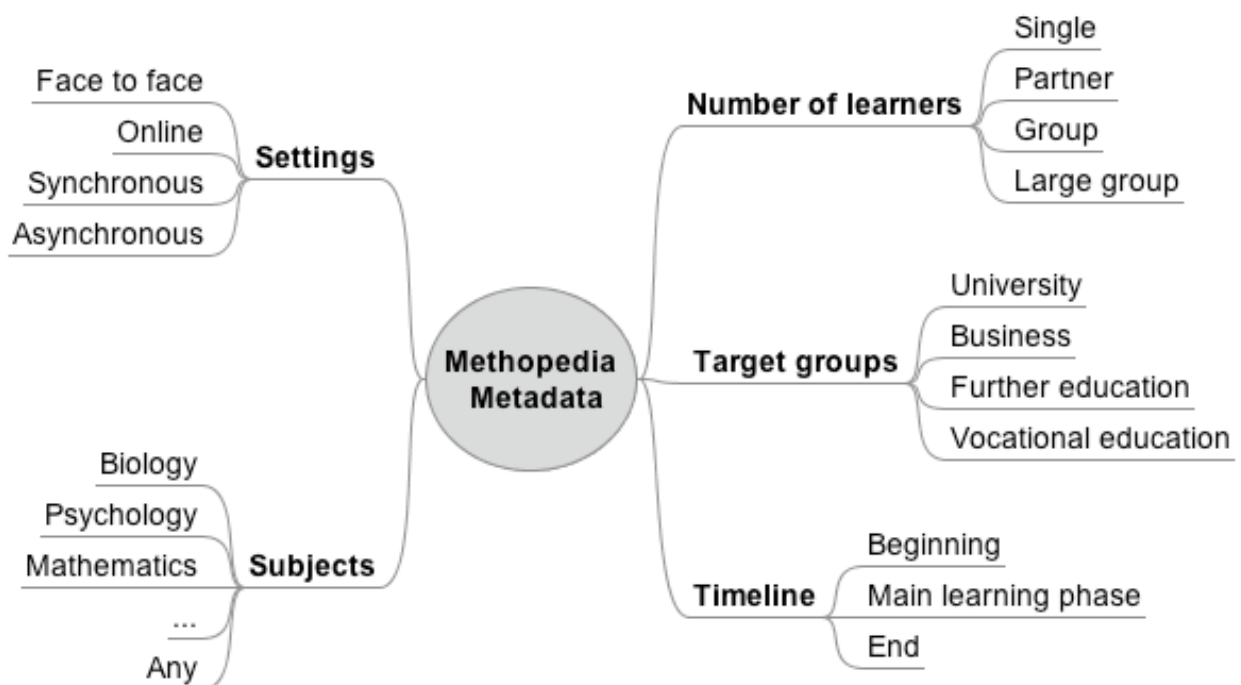 Face to face
Online
Synchronous
Asynchronous
Settings
Biology
Psychology
Mathematics
...
Any
Subjects
Methopedia
Metadata
Number of learners
Single
Partner
Group
Large group
Target groups
University
Business
Further education
Vocational education
Timeline
Beginning
Main learning phase
End